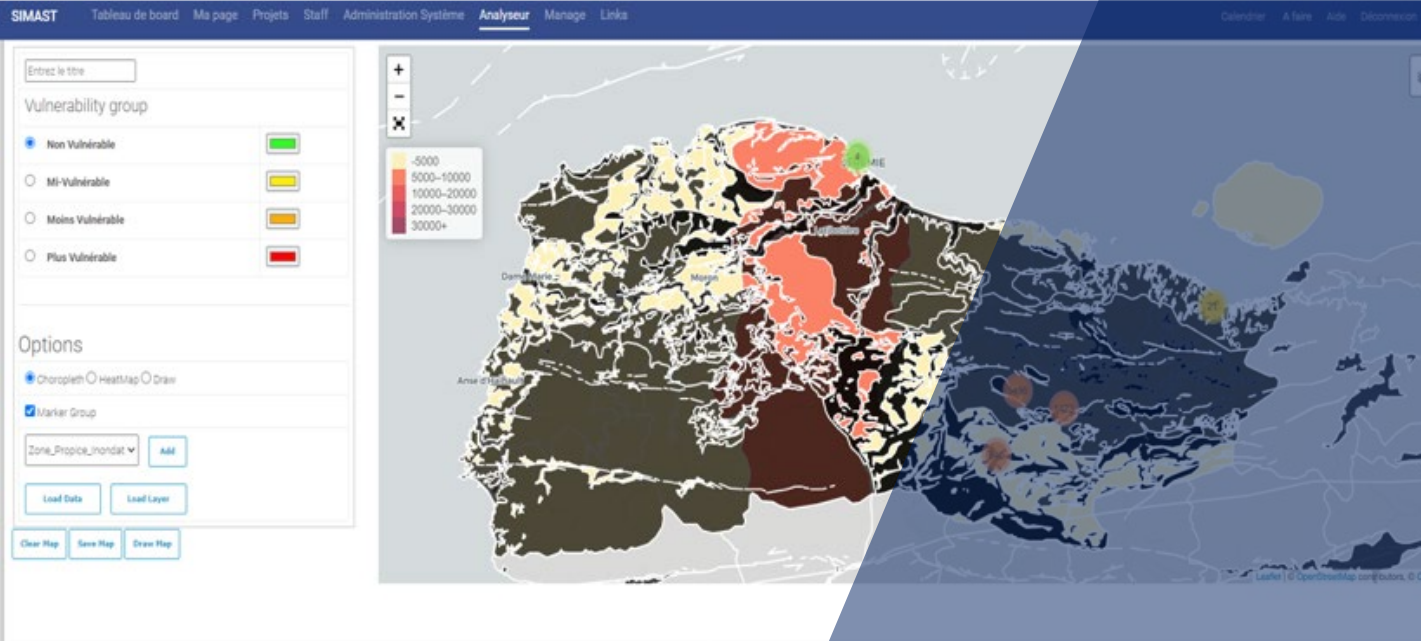 SIMAST Tableau de bord Ma page Projets Staff Administration Système Analyseur Manage Links Calendrier A faire Aide Déconnexion
Entrez le titre
Vulnerability group
Non Vulnérable
Mi-Vulnérable
Moins Vulnérable
Plus Vulnérable
Options
Choropleth HeatMap Draw
Marker Group
Zone_Propice_Inondat Add
Load Data Load Layer
Clear Map Save Map Draw Map
+
−
-5000
5000–10000
10000–20000
20000–30000
30000+
Dame-Marie
Moron
Anse d'Hainault
Leaflet | © OpenStreetMap contributors, ©